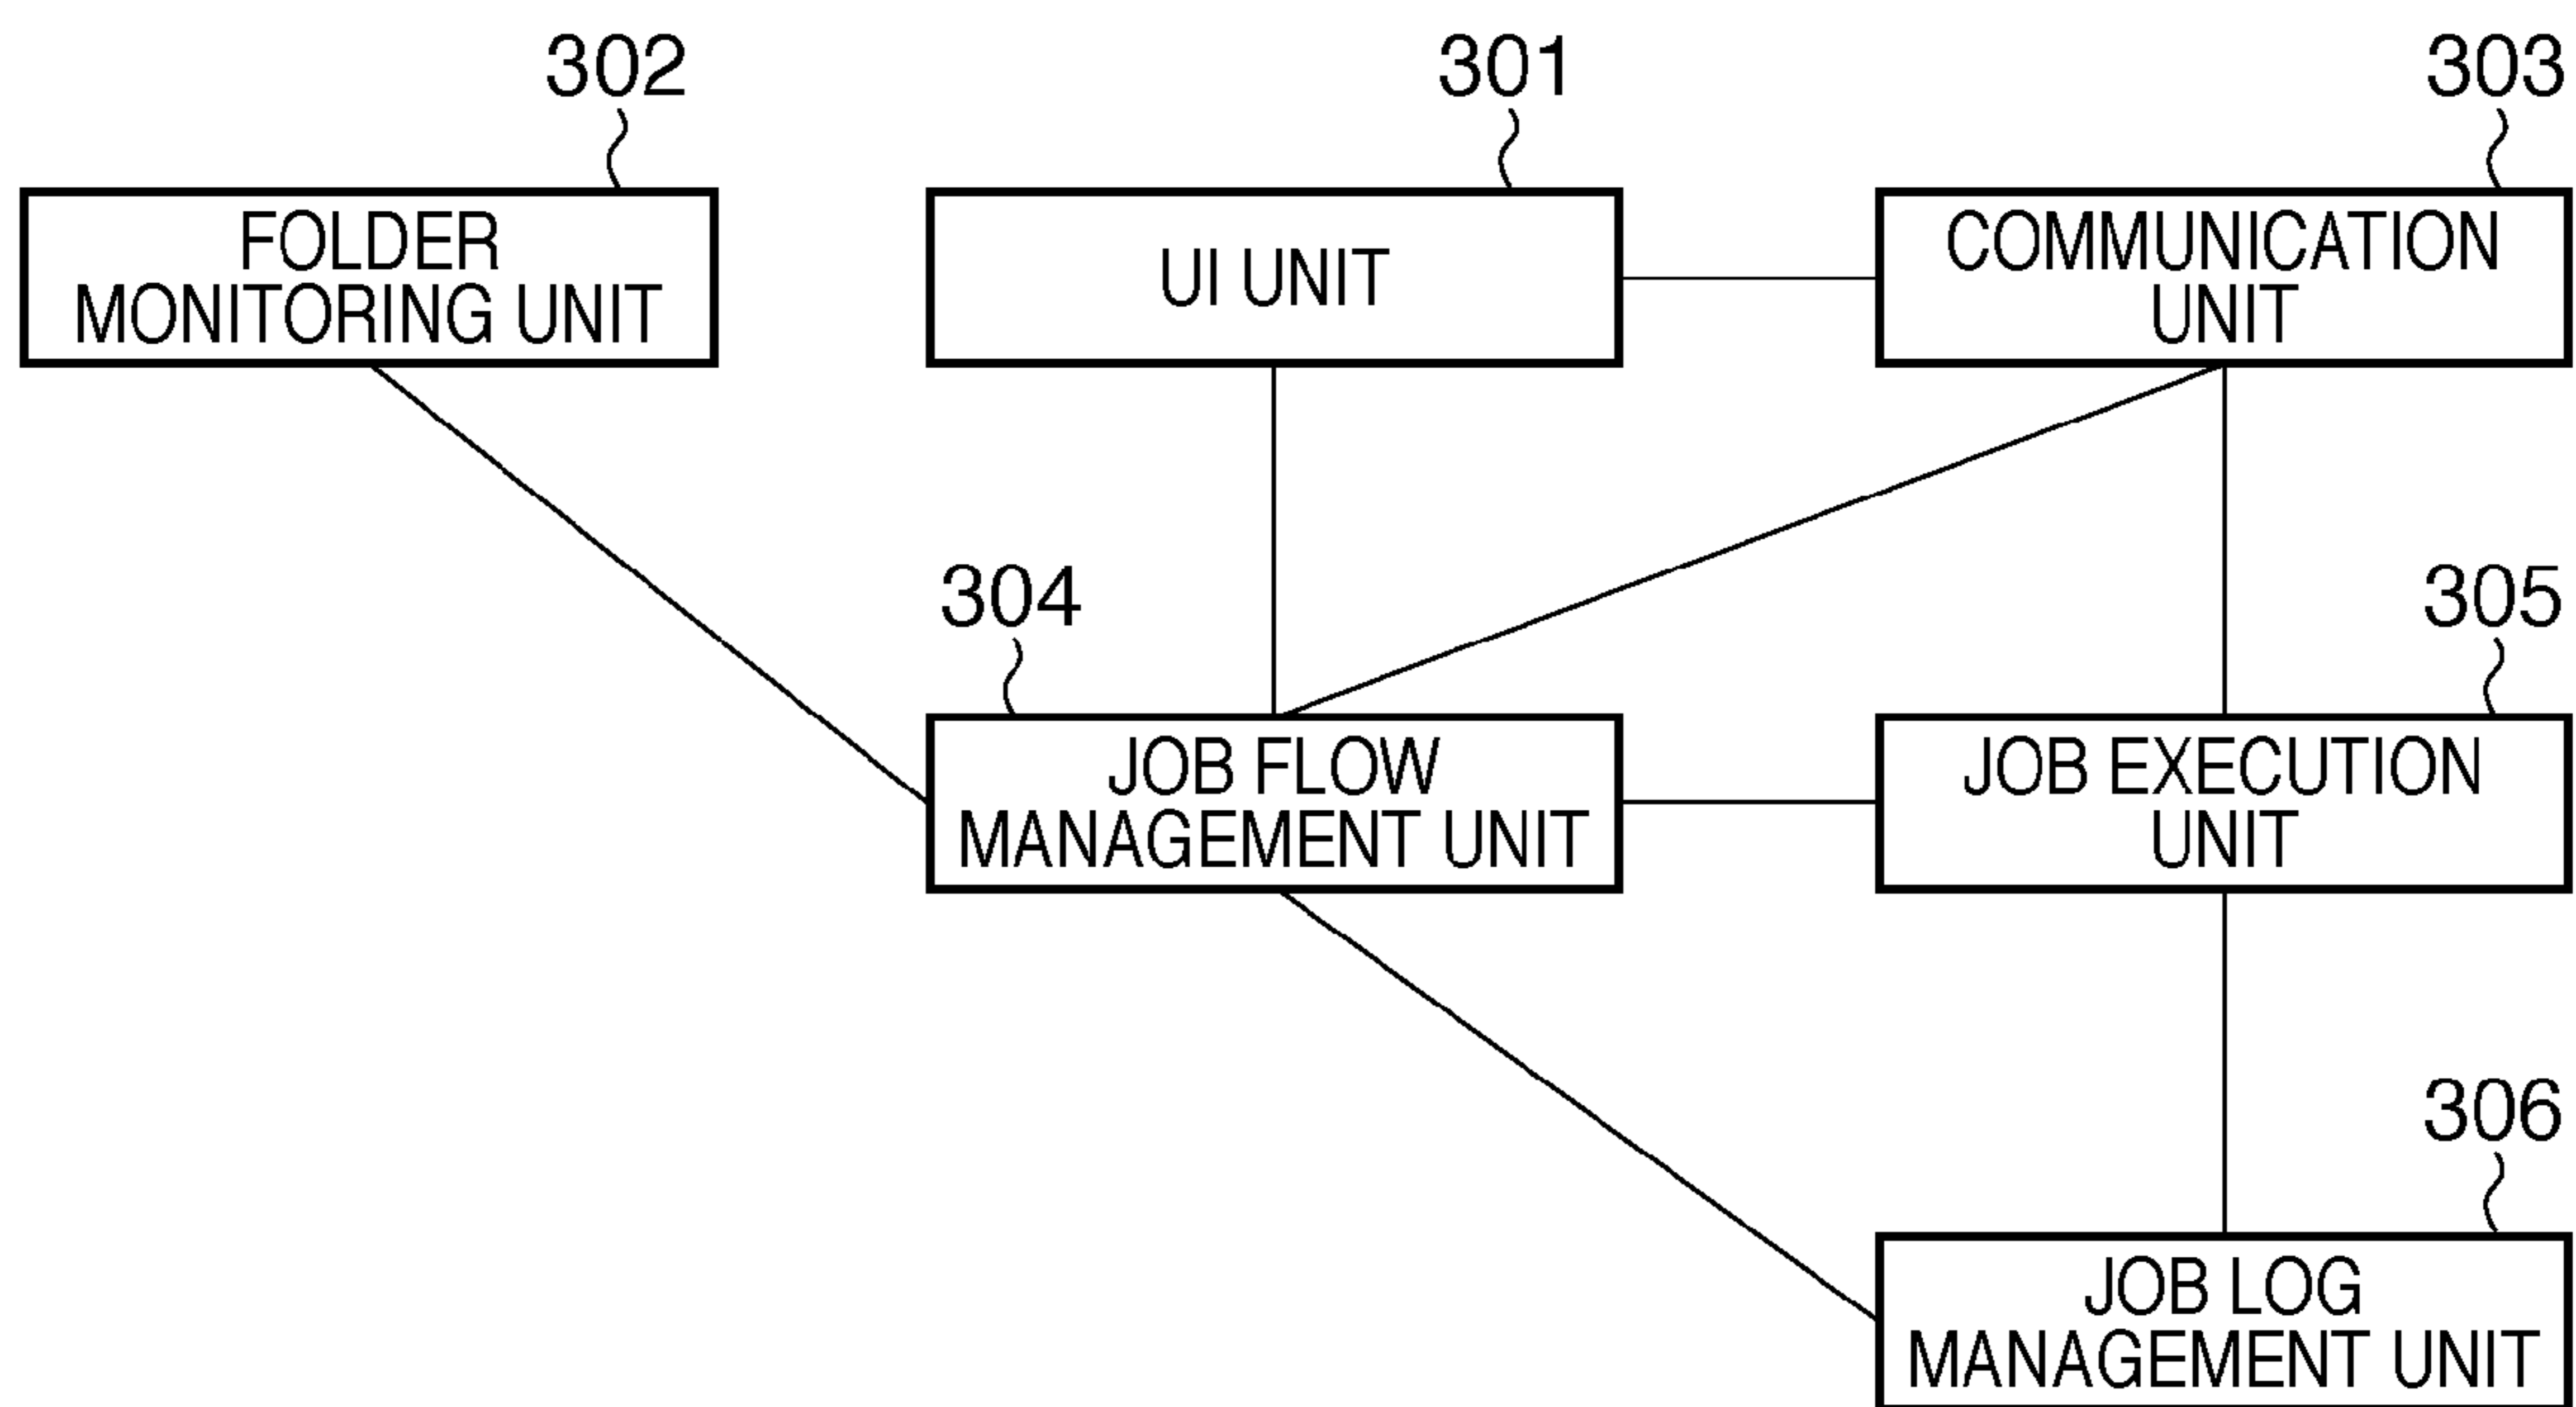 302
301
303
FOLDER
MONITORING UNIT
UI UNIT
COMMUNICATION
UNIT
304
305
JOB FLOW
MANAGEMENT UNIT
JOB EXECUTION
UNIT
306
JOB LOG
MANAGEMENT UNIT